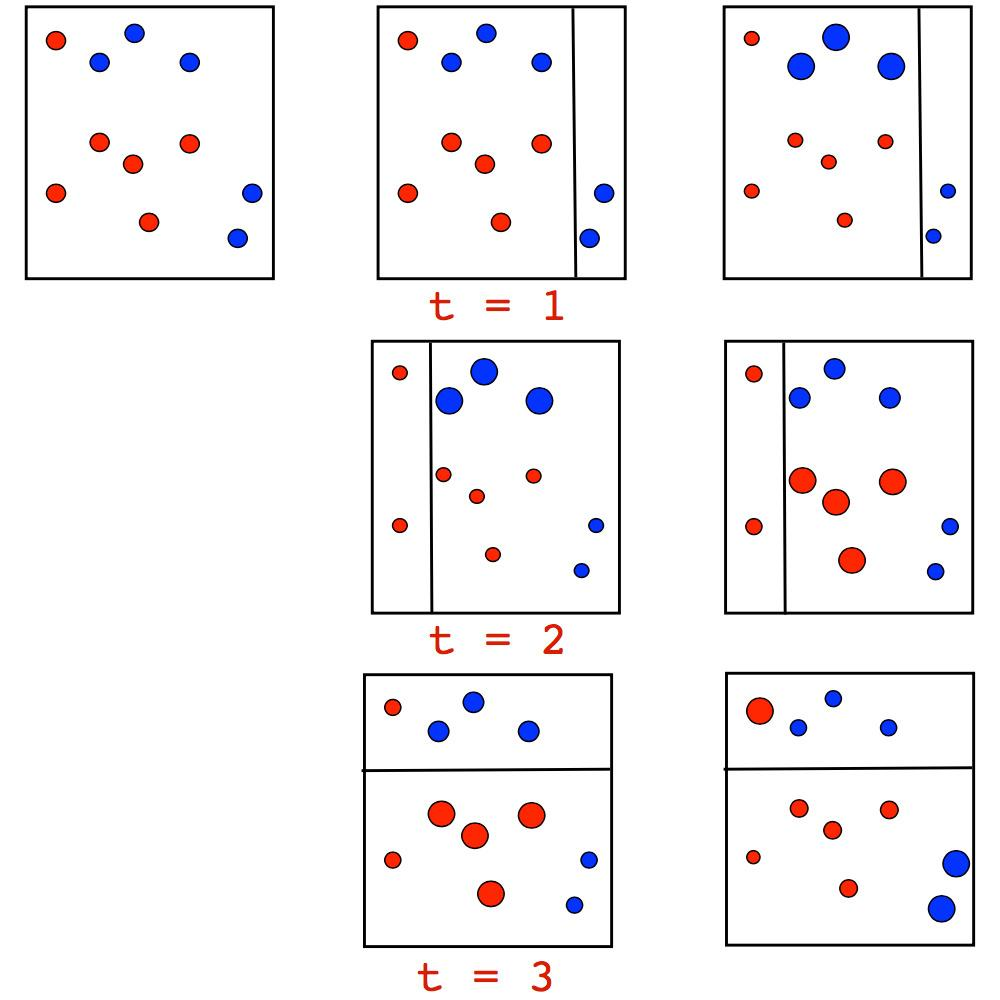 t = 1
t = 2
t = 3